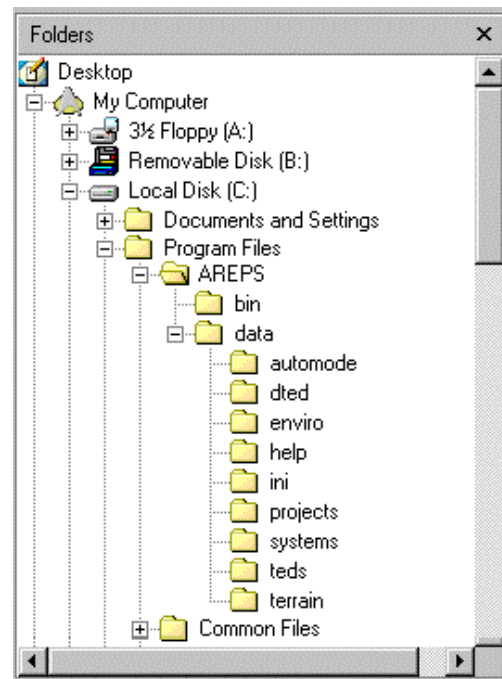 Folders
Desktop
My Computer
3½ Floppy (A:)
Removable Disk (B:)
Local Disk (C:)
Documents and Settings
Program Files
AREPS
bin
data
automode
dted
enviro
help
ini
projects
systems
teds
terrain
Common Files